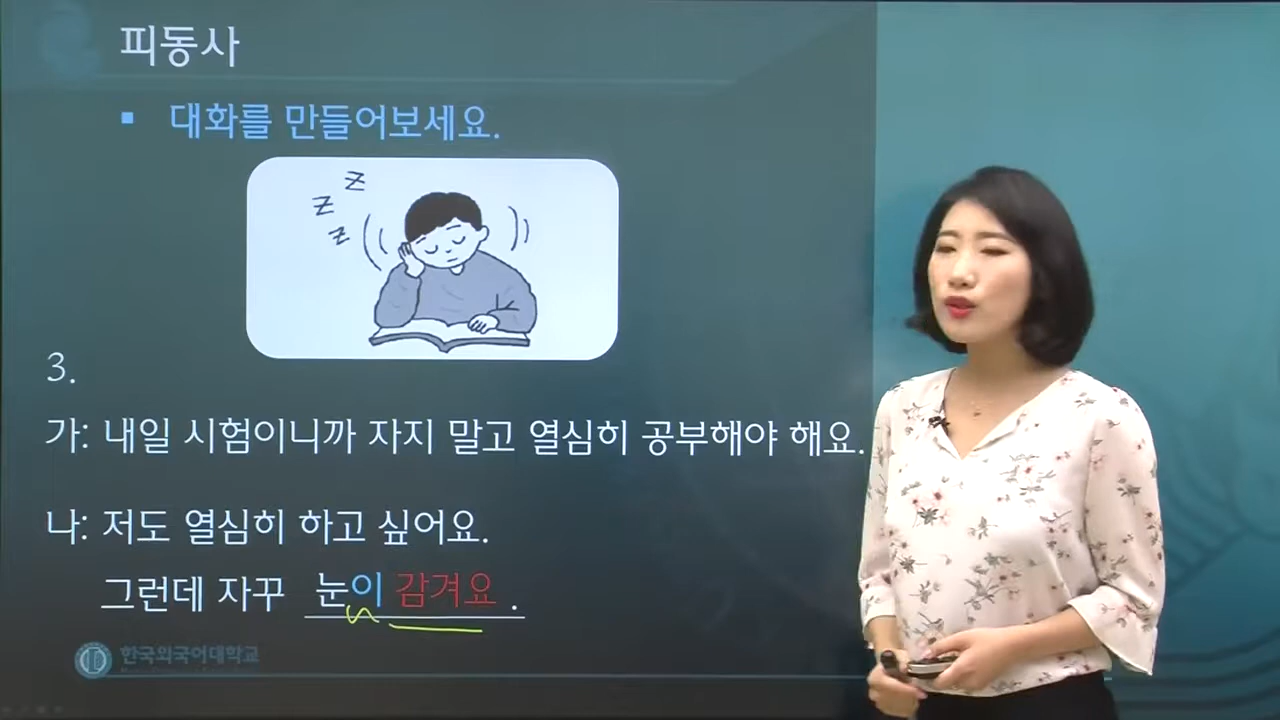 피동사
▪ 대화를 만들어보세요.
z
z
z
3.
가: 내일 시험이니까 자지 말고 열심히 공부해야 해요.
나: 저도 열심히 하고 싶어요.
그런데 자꾸 눈이 감겨요.
한국외국어대학교